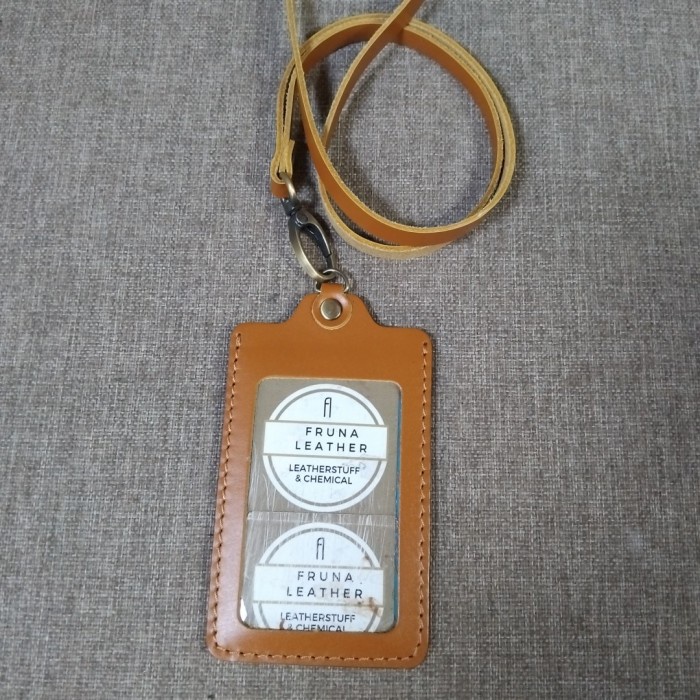 FRUNA
LEATHER
LEATHERSTUFF
& CHEMICAL
FRUNA
LEATHER
LEATHERSTUFF
& CHEMICAL